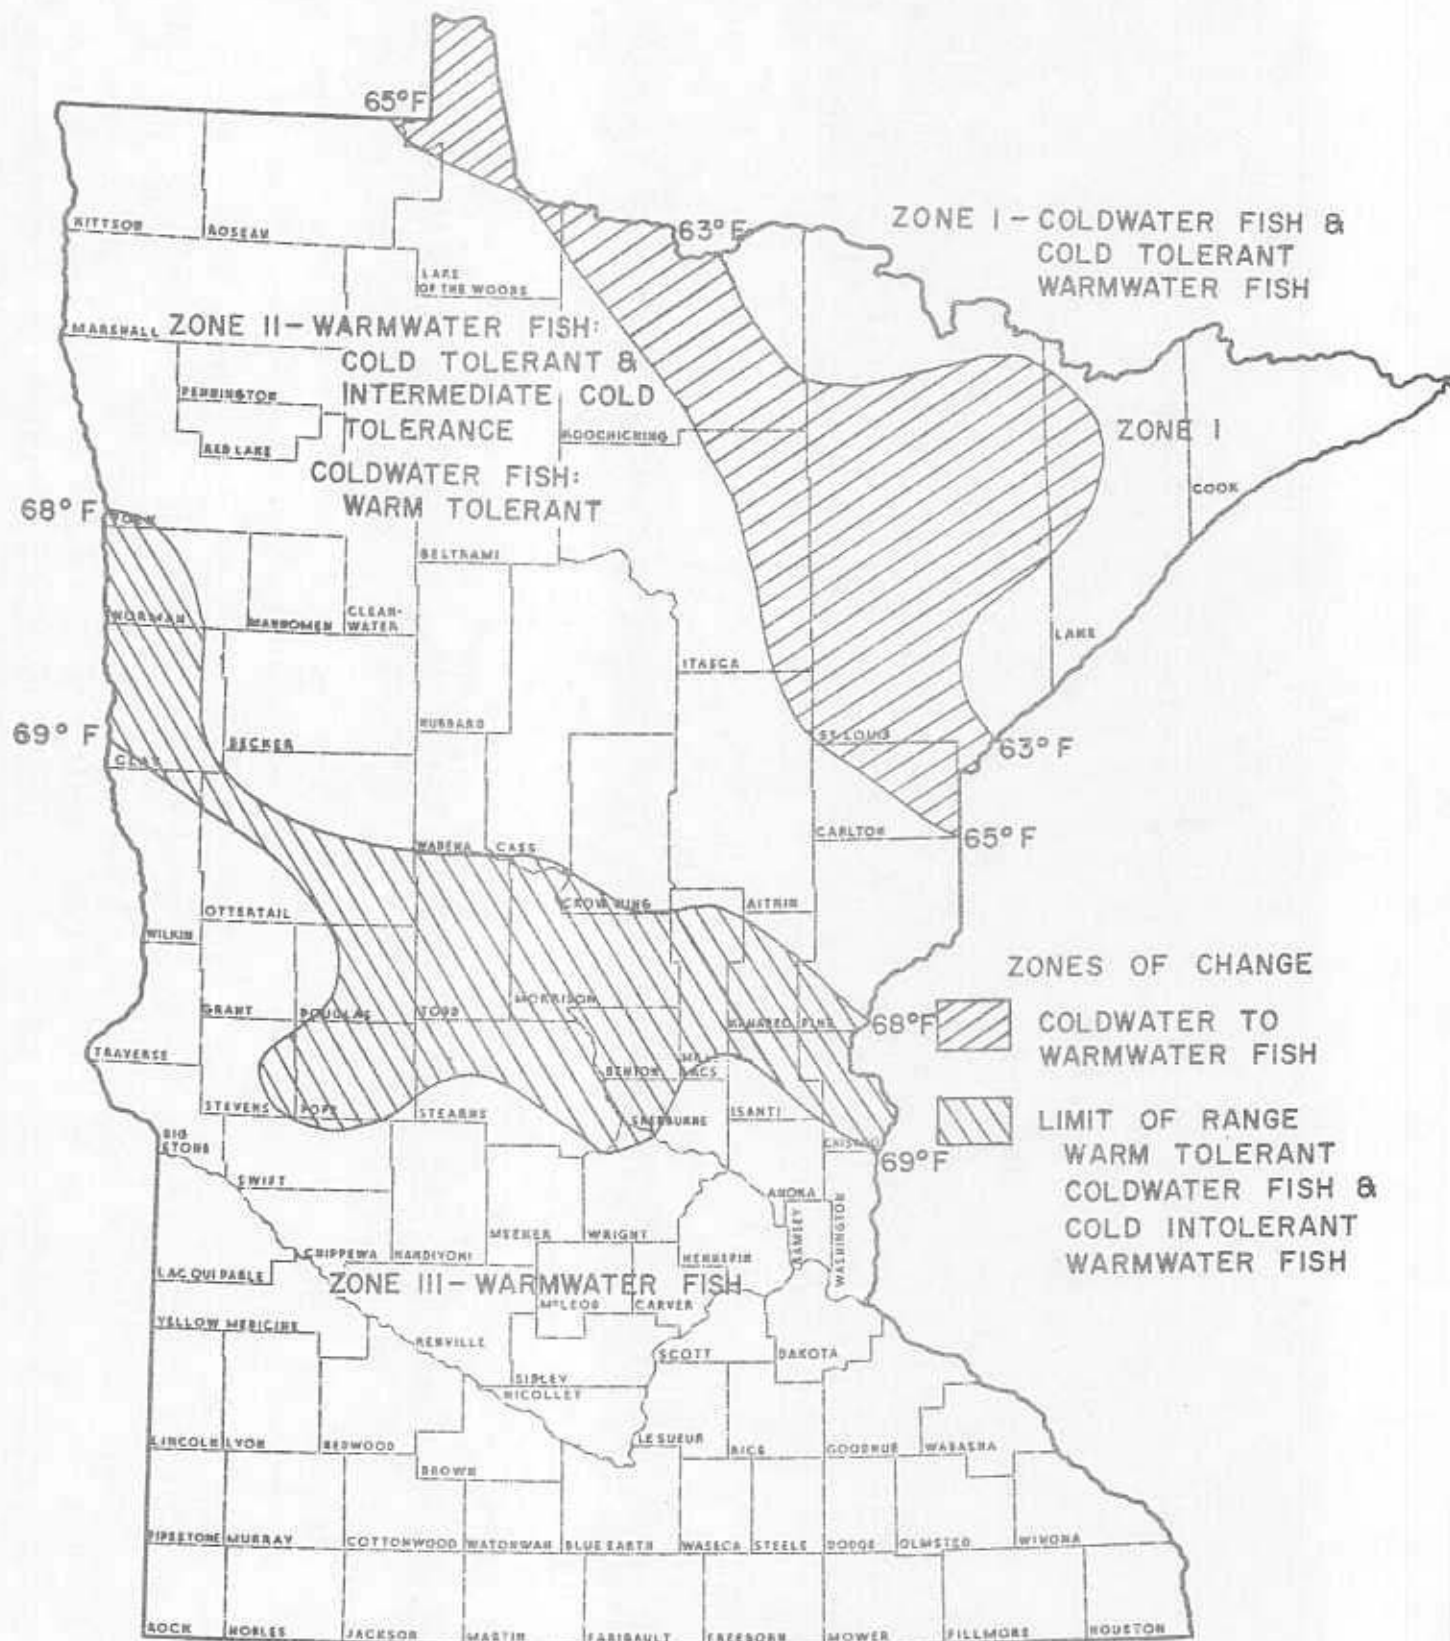 65°F
63°F
ZONE I – COLDWATER FISH &
COLD TOLERANT
WARMWATER FISH
KITTSON
ROSEAU
LAKE
OF THE WOODS
MARSHALL
ZONE II – WARMWATER FISH:
COLD TOLERANT &
INTERMEDIATE COLD
TOLERANCE
PENNINGTON
RED LAKE
KOOCHICHING
ZONE I
COLDWATER FISH:
WARM TOLERANT
COOK
68°F
POLK
BELTRAMI
NORMAN
MAHNOMEN
CLEAR-
WATER
LAKE
ITASCA
HUBBARD
69°F
BECKER
ST. LOUIS
63°F
CLAY
WADENA
CASS
CARLTON
65°F
OTTERTAIL
CROW WING
AITKIN
WILKIN
ZONES OF CHANGE
GRANT
DOUGLAS
TODD
MORRISON
KANABEC
PINE
68°F
COLDWATER TO
WARMWATER FISH
TRAVERSE
BENTON
MILLE
LACS
STEVENS
POPE
STEARNS
SHERBURNE
ISANTI
LIMIT OF RANGE
WARM TOLERANT
COLDWATER FISH &
COLD INTOLERANT
WARMWATER FISH
BIG
STONE
CHISAGO
69°F
SWIFT
ANOKA
RAMSEY
WASHINGTON
CHIPPEWA
KANDIYOHI
MEEKER
WRIGHT
HENNEPIN
LAC QUI PARLE
ZONE III – WARMWATER FISH
McLEOD
CARVER
YELLOW MEDICINE
RENVILLE
SCOTT
DAKOTA
SIBLEY
NICOLLET
LINCOLN
LYON
REDWOOD
LE SUEUR
RICE
GOODHUE
WABASHA
BROWN
PIPESTONE
MURRAY
COTTONWOOD
WATONWAN
BLUE EARTH
WASECA
STEELE
DODGE
OLMSTED
WINONA
ROCK
NOBLES
JACKSON
MARTIN
FARIBAULT
FREEBORN
MOWER
FILLMORE
HOUSTON